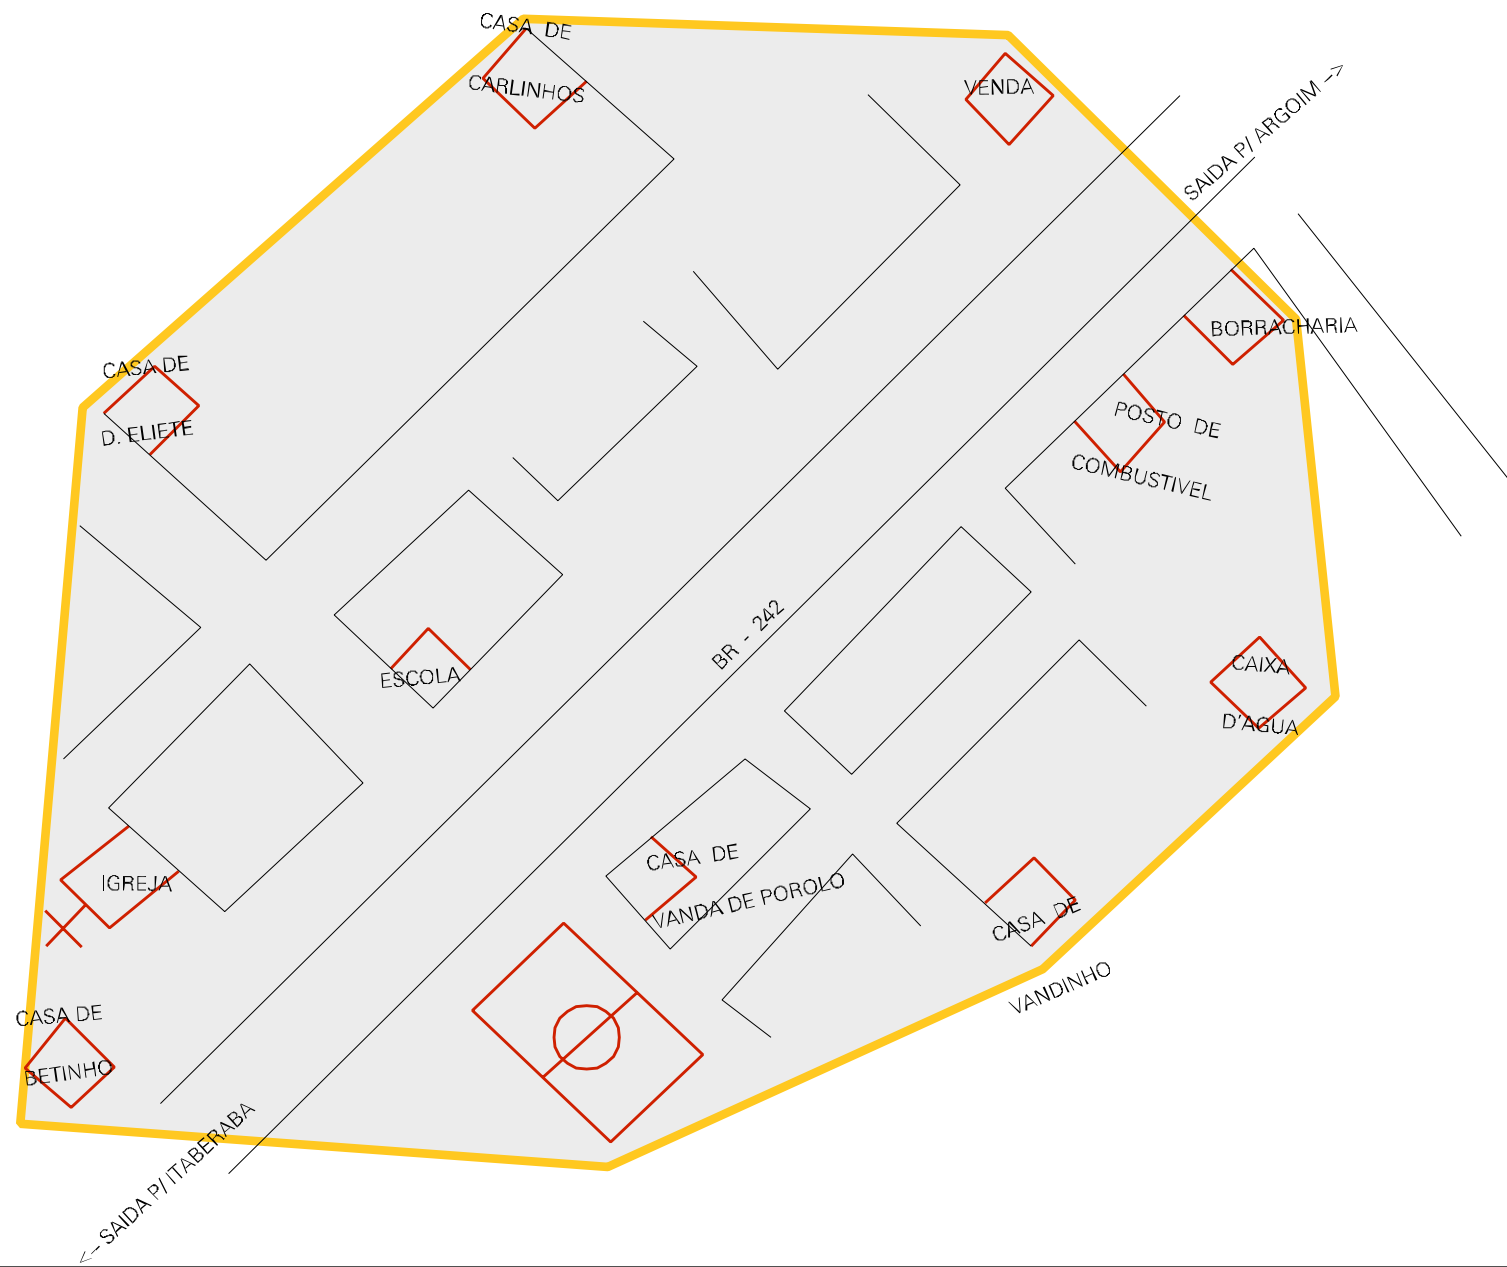 CASA DE
CARLINHOS
VENDA
SAIDA P/ ARGOIM -->
BORRACHARIA
CASA DE
D. ELIETE
POSTO DE
COMBUSTIVEL
BR - 242
ESCOLA
CAIXA
D'AGUA
CASA DE
VANDA DE POROLO
IGREJA
CASA DE
VANDINHO
CASA DE
BETINHO
<-- SAIDA P/ ITABERABA